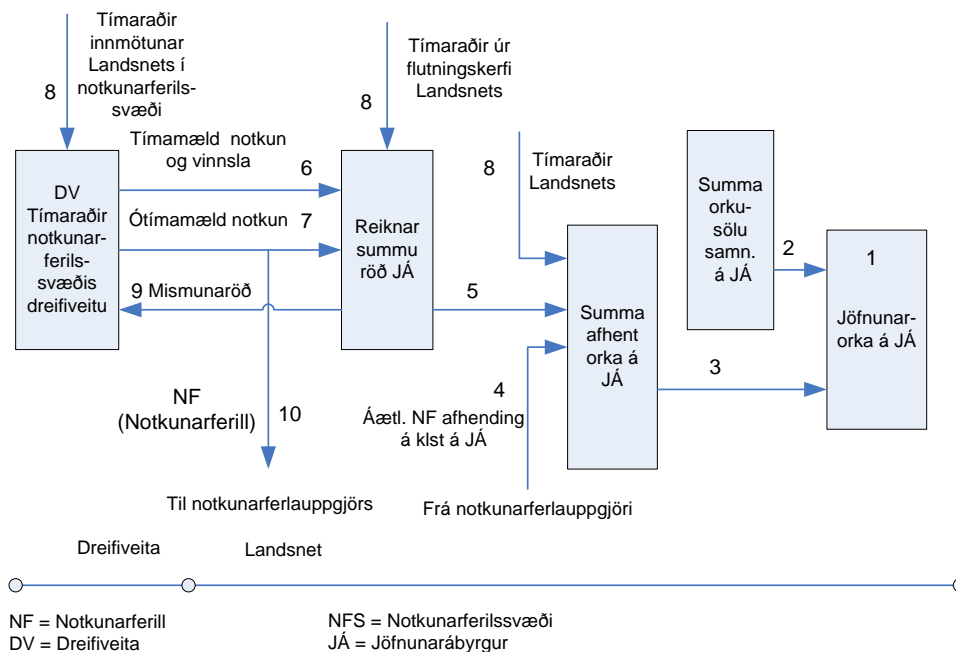 Tímaraðir
innmötunar
Landsnets í
notkunarferils-
svæði
8
Tímaraðir úr
flutningskerfi
Landsnets
8
Tímamæld notkun
og vinnsla
6
8
Tímaraðir
Landsnets
DV
Tímaraðir
notkunar-
ferils-
svæðis
dreifiveitu
Ótímamæld notkun
7
Reiknar
summu
röð JÁ
9 Mismunaröð
5
Summa
orku-
sölu
samn.
á JÁ
2
1
Jöfnunar-
orka á JÁ
Summa
afhent
orka á
JÁ
3
NF
(Notkunarferill)
10
4
Áætl. NF afhending
á klst á JÁ
Til notkunarferlauppgjörs
Frá notkunarferlauppgjöri
Dreifiveita
Landsnet
NF = Notkunarferill
DV = Dreifiveita
NFS = Notkunarferilssvæði
JÁ = Jöfnunarábyrgur